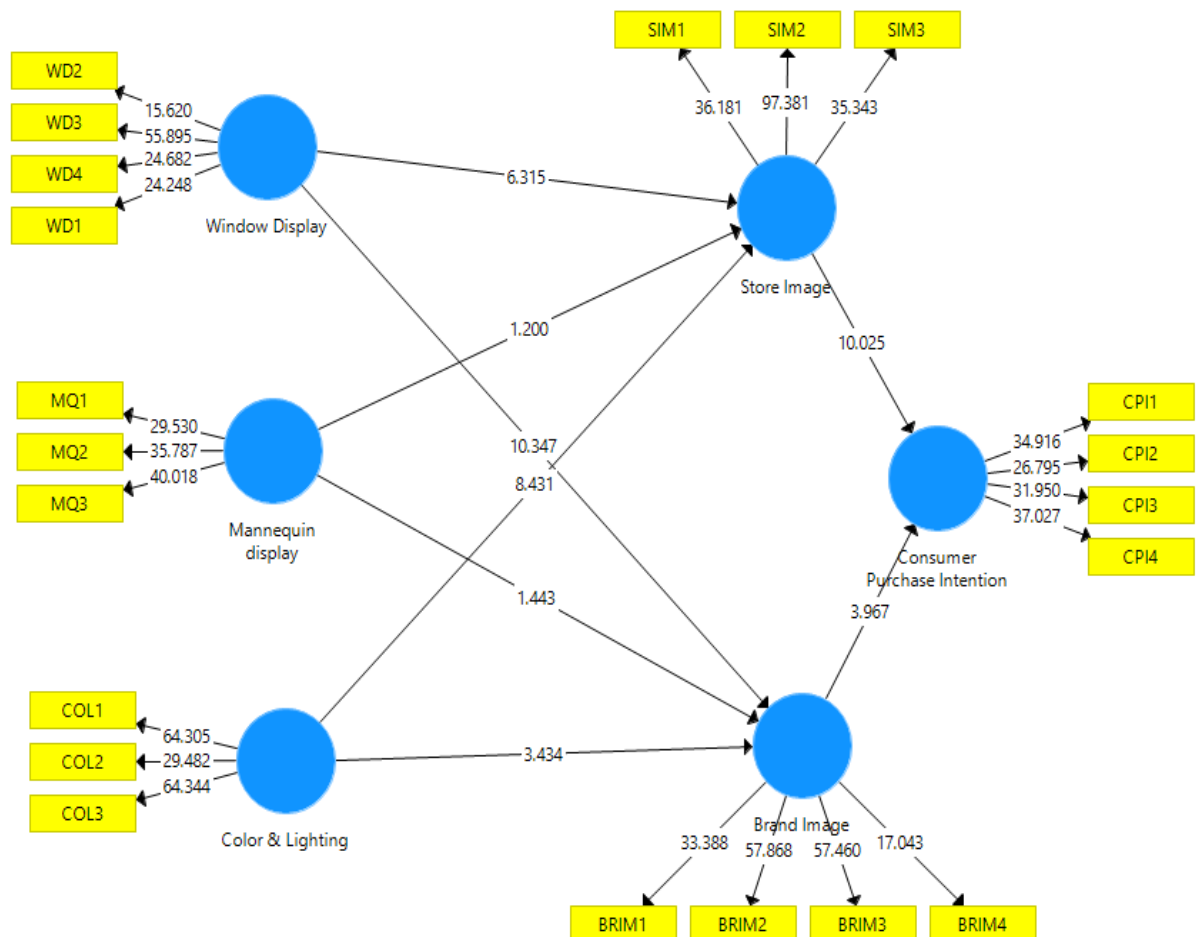 SIM1
SIM2
SIM3
WD2
WD3
WD4
WD1
15.620
55.895
24.682
24.248
Window Display
36.181
97.381
35.343
6.315
Store Image
1.200
10.025
MQ1
MQ2
MQ3
29.530
35.787
40.018
Mannequin
display
10.347
8.431
CPI1
CPI2
CPI3
CPI4
34.916
26.795
31.950
37.027
Consumer
Purchase Intention
1.443
3.967
COL1
COL2
COL3
64.305
29.482
64.344
Color & Lighting
3.434
Brand Image
33.388
57.868
57.460
17.043
BRIM1
BRIM2
BRIM3
BRIM4